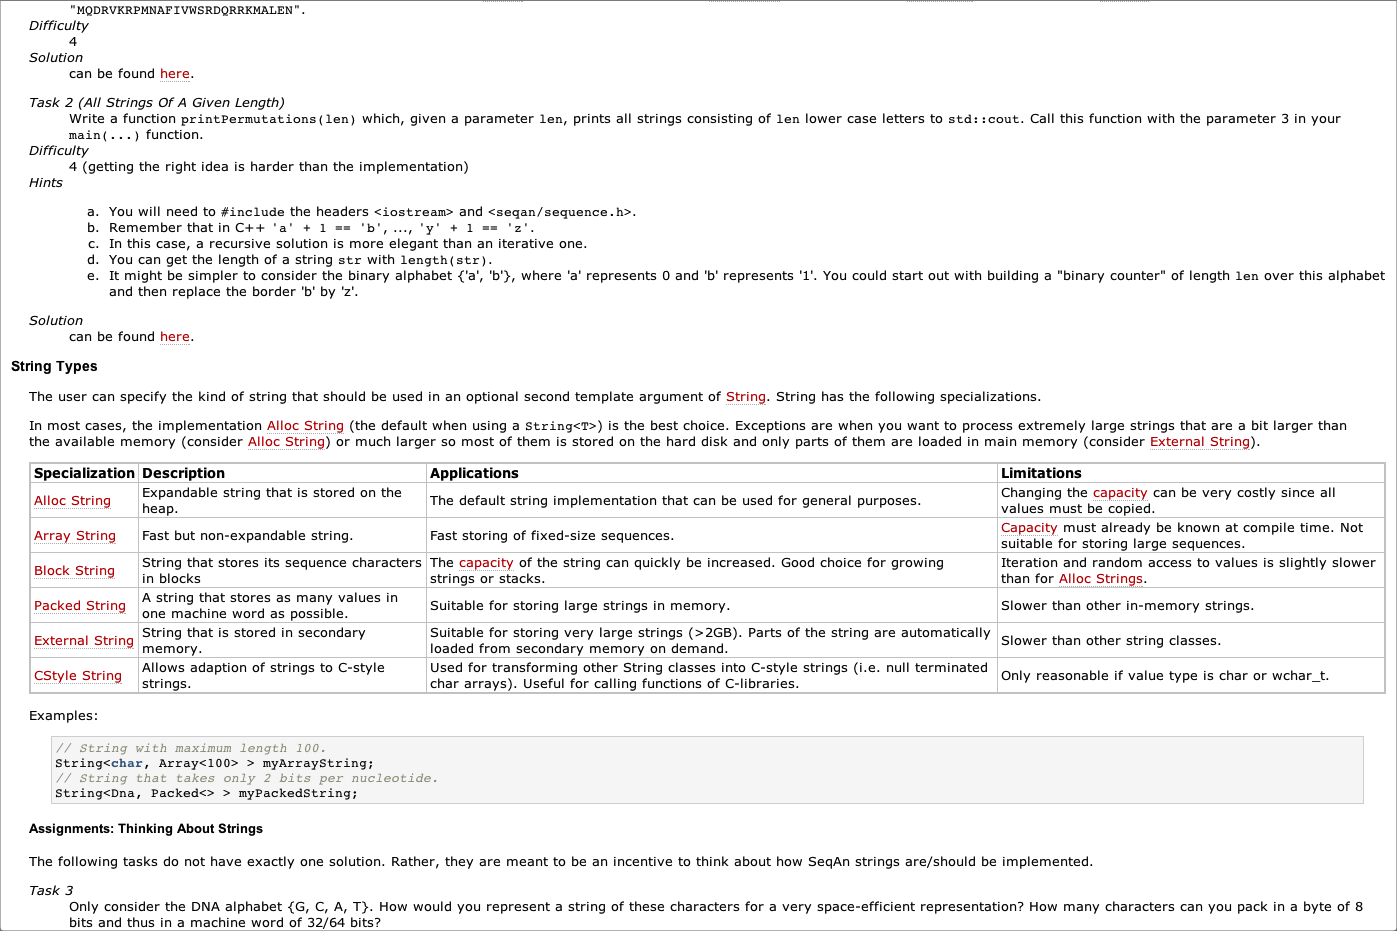 "MQDRVKRPMNAFIVWSRDQRRKMALEN".
Difficulty
4
Solution
can be found here.
Task 2 (All Strings Of A Given Length)
Write a function printPermutations(len) which, given a parameter len, prints all strings consisting of len lower case letters to std::cout. Call this function with the parameter 3 in your
main(...) function.
Difficulty
4 (getting the right idea is harder than the implementation)
Hints
a. You will need to #include the headers <iostream> and <seqan/sequence.h>.
b. Remember that in C++ 'a' + 1 == 'b', ..., 'y' + 1 == 'z'.
c. In this case, a recursive solution is more elegant than an iterative one.
d. You can get the length of a string str with length(str).
e. It might be simpler to consider the binary alphabet {'a', 'b'}, where 'a' represents 0 and 'b' represents '1'. You could start out with building a "binary counter" of length len over this alphabet
and then replace the border 'b' by 'z'.
Solution
can be found here.
String Types
The user can specify the kind of string that should be used in an optional second template argument of String. String has the following specializations.
In most cases, the implementation Alloc String (the default when using a String<T>) is the best choice. Exceptions are when you want to process extremely large strings that are a bit larger than
the available memory (consider Alloc String) or much larger so most of them is stored on the hard disk and only parts of them are loaded in main memory (consider External String).
Specialization Description Applications Limitations
Alloc String Expandable string that is stored on the heap. The default string implementation that can be used for general purposes. Changing the capacity can be very costly since all values must be copied.
Array String Fast but non-expandable string. Fast storing of fixed-size sequences. Capacity must already be known at compile time. Not suitable for storing large sequences.
Block String String that stores its sequence characters in blocks The capacity of the string can quickly be increased. Good choice for growing strings or stacks. Iteration and random access to values is slightly slower than for Alloc Strings.
Packed String A string that stores as many values in one machine word as possible. Suitable for storing large strings in memory. Slower than other in-memory strings.
External String String that is stored in secondary memory. Suitable for storing very large strings (>2GB). Parts of the string are automatically loaded from secondary memory on demand. Slower than other string classes.
CStyle String Allows adaption of strings to C-style strings. Used for transforming other String classes into C-style strings (i.e. null terminated char arrays). Useful for calling functions of C-libraries. Only reasonable if value type is char or wchar_t.
Examples:
// String with maximum length 100.
String<char, Array<100> > myArrayString;
// String that takes only 2 bits per nucleotide.
String<Dna, Packed<> > myPackedString;
Assignments: Thinking About Strings
The following tasks do not have exactly one solution. Rather, they are meant to be an incentive to think about how SeqAn strings are/should be implemented.
Task 3
Only consider the DNA alphabet {G, C, A, T}. How would you represent a string of these characters for a very space-efficient representation? How many characters can you pack in a byte of 8
bits and thus in a machine word of 32/64 bits?